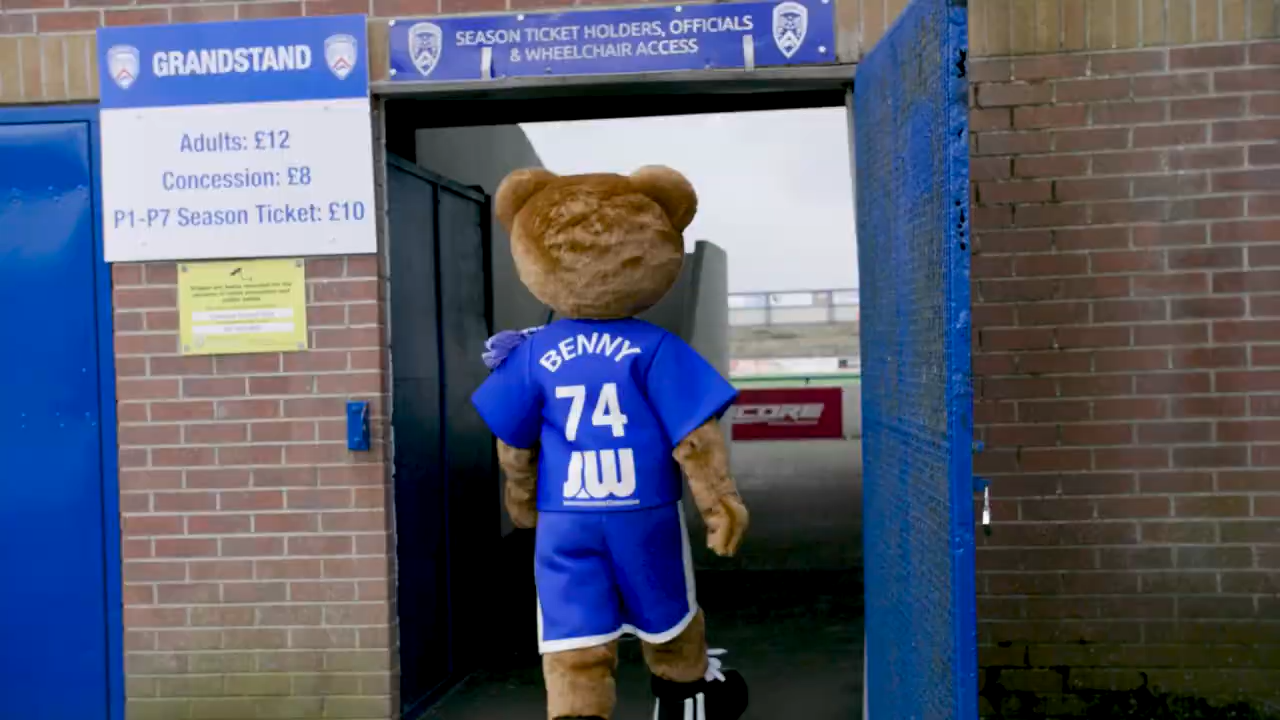 GRANDSTAND
Adults: £12
Concession: £8
P1-P7 Season Ticket: £10
SEASON TICKET HOLDERS, OFFICIALS
& WHEELCHAIR ACCESS
BENNY
74
JW